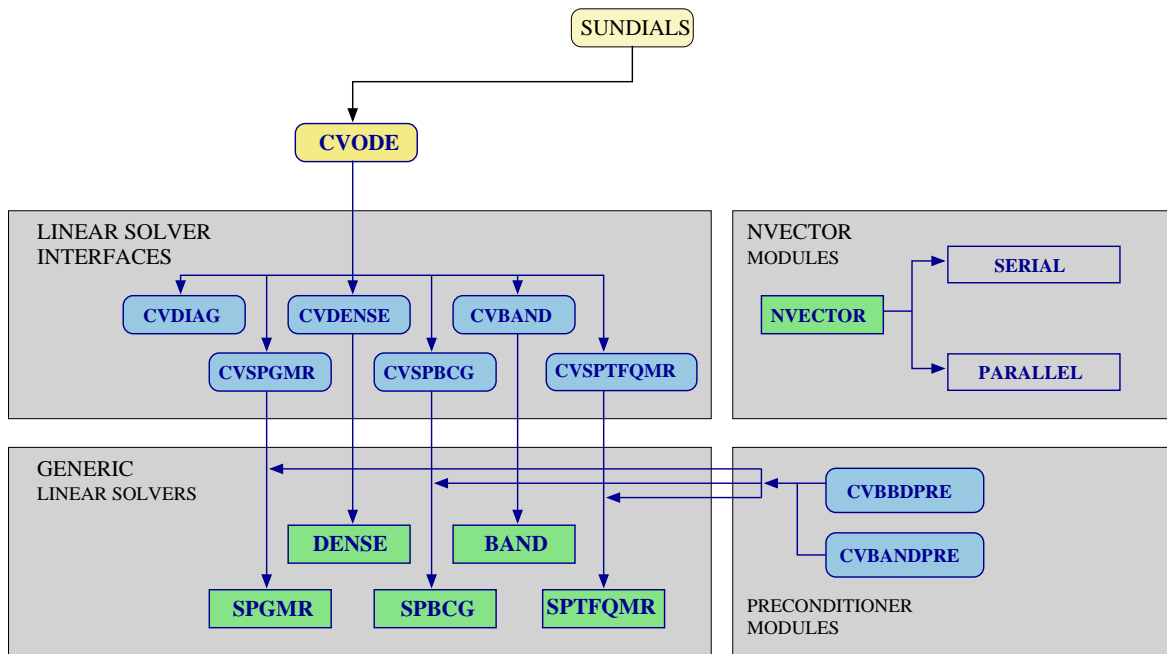 SUNDIALS
CVODE
LINEAR SOLVER
INTERFACES
CVDIAG
CVDENSE
CVBAND
CVSPGMR
CVSPBCG
CVSPTFQMR
NVECTOR
MODULES
SERIAL
NVECTOR
PARALLEL
GENERIC
LINEAR SOLVERS
DENSE
BAND
SPGMR
SPBCG
SPTFQMR
CVBBDPRE
CVBANDPRE
PRECONDITIONER
MODULES